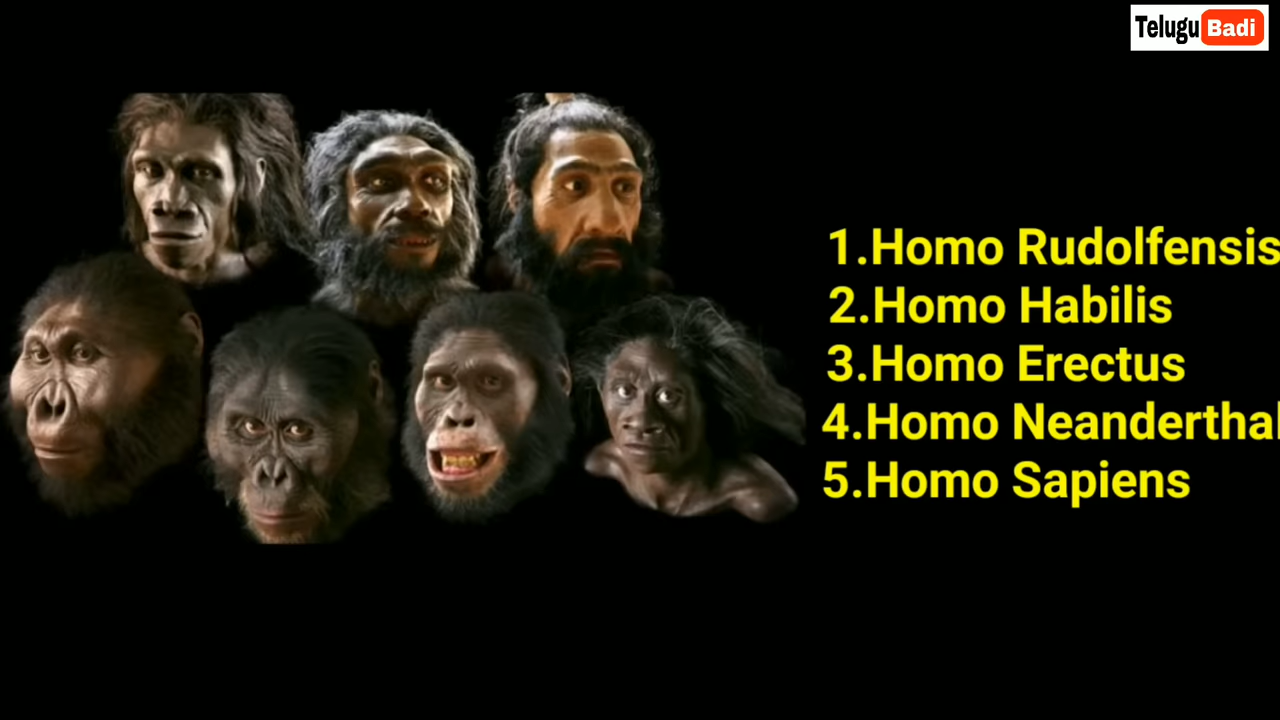 Telugu Badi
1.Homo Rudolfensis
2.Homo Habilis
3.Homo Erectus
4.Homo Neanderthal
5.Homo Sapiens